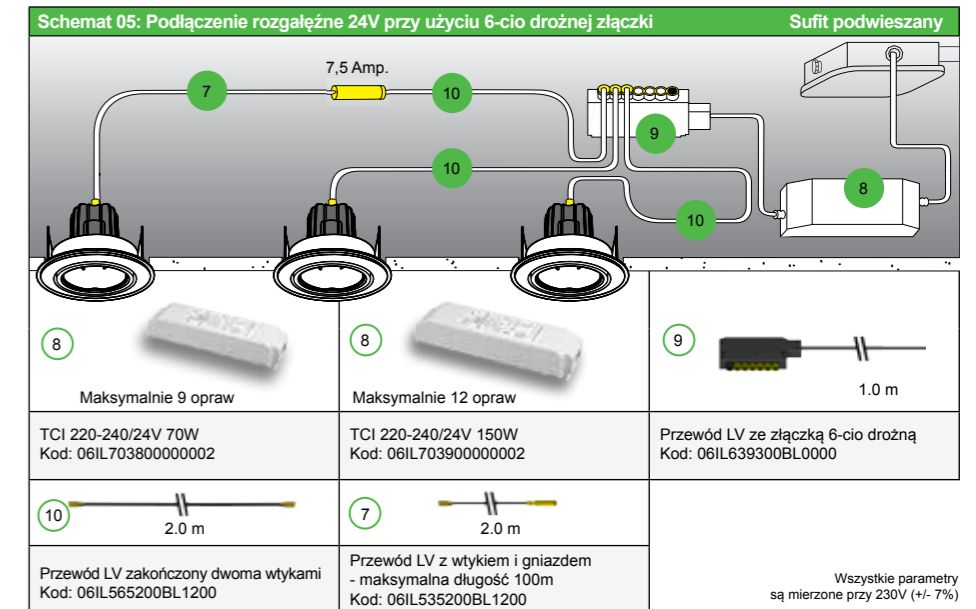 Schemat 05: Podłączenie rozgałęźne 24V przy użyciu 6-cio drożnej złączki Sufit podwieszany
7,5 Amp.
7
10
9
10
8
10
8
Maksymalnie 9 opraw
8
Maksymalnie 12 opraw
9
1.0 m
TCI 220-240/24V 70W
Kod: 06IL703800000002
TCI 220-240/24V 150W
Kod: 06IL703900000002
Przewód LV ze złączką 6-cio drożną
Kod: 06IL639300BL0000
10
2.0 m
7
2.0 m
Przewód LV zakończony dwoma wtykami
Kod: 06IL565200BL1200
Przewód LV z wtykiem i gniazdem
- maksymalna długość 100m
Kod: 06IL535200BL1200
Wszystkie parametry
są mierzone przy 230V (+/- 7%)